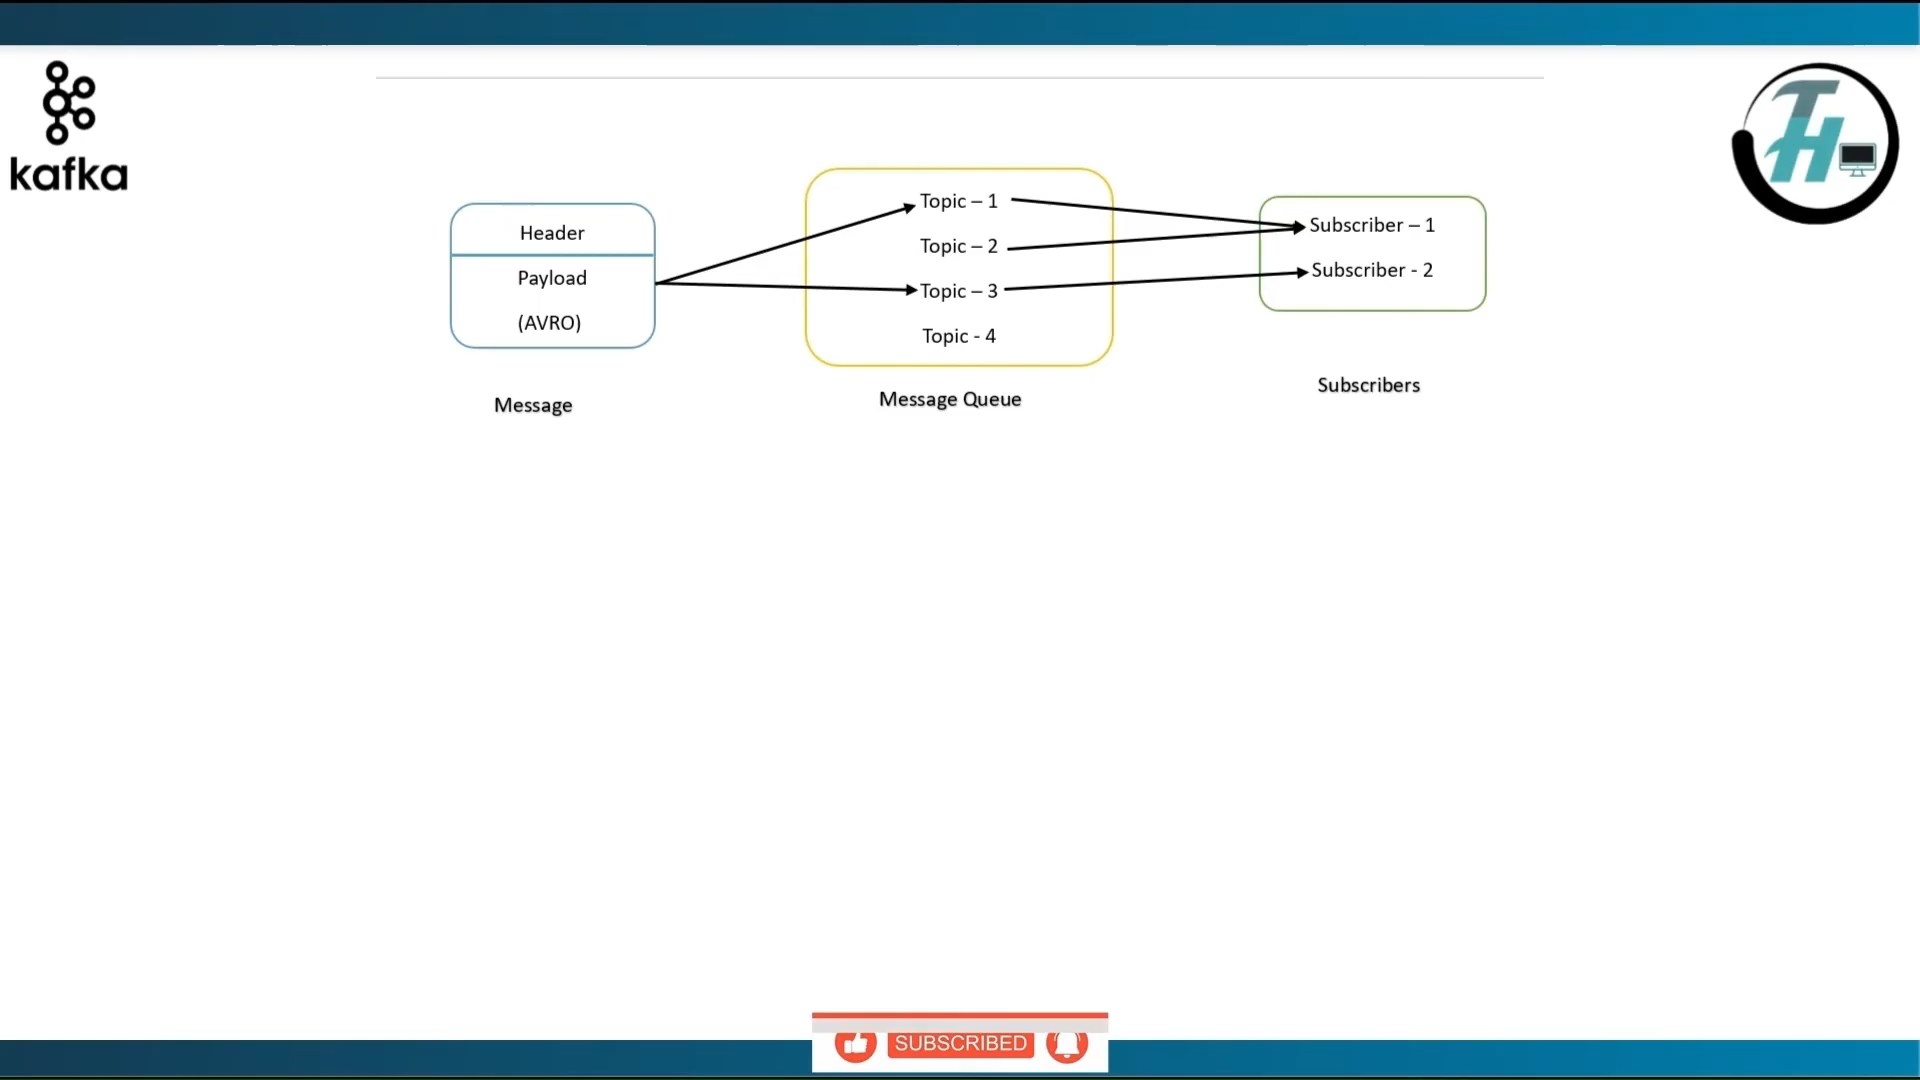 kafka
TH
Header
Payload
(AVRO)
Message
Topic – 1
Topic – 2
Topic – 3
Topic - 4
Message Queue
Subscriber – 1
Subscriber - 2
Subscribers
SUBSCRIBED